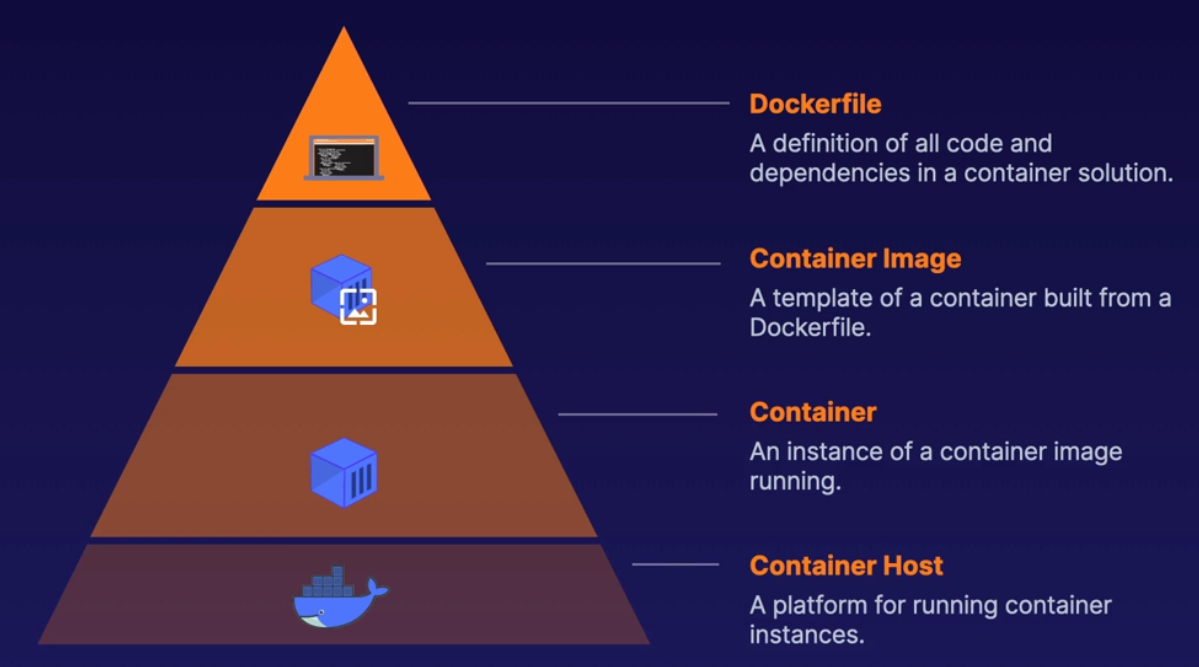 Dockerfile
A definition of all code and
dependencies in a container solution.
Container Image
A template of a container built from a
Dockerfile.
Container
An instance of a container image
running.
Container Host
A platform for running container
instances.